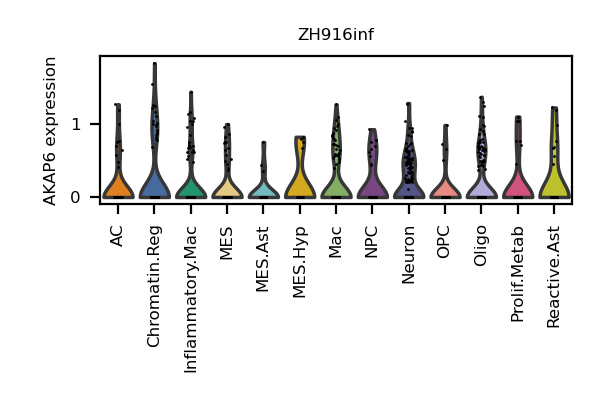 ZH916inf
AKAP6 expression
1
0
AC
Chromatin.Reg
Inflammatory.Mac
MES
MES.Ast
MES.Hyp
Mac
NPC
Neuron
OPC
Oligo
Prolif.Metab
Reactive.Ast